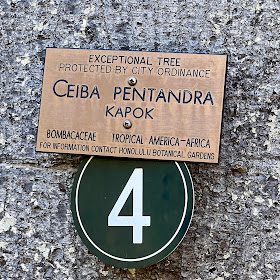 EXCEPTIONAL TREE
PROTECTED BY CITY ORDINANCE
CEIBA PENTANDRA
KAPOK
BOMBACACEAE TROPICAL AMERICA-AFRICA
FOR INFORMATION CONTACT HONOLULU BOTANICAL GARDENS
4